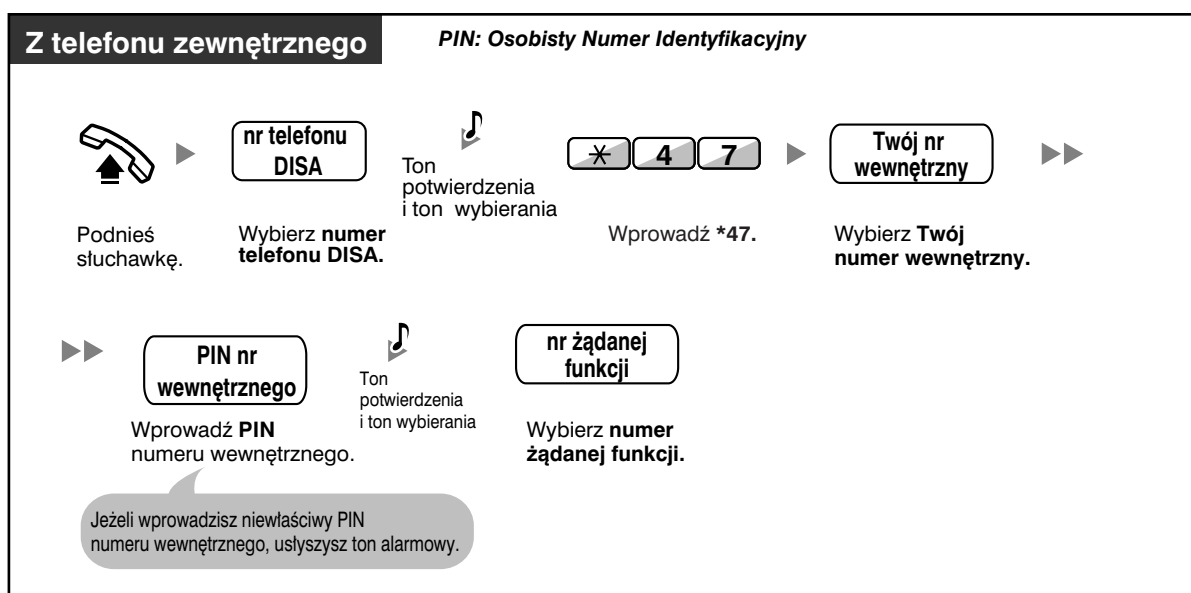 Z telefonu zewnętrznego
PIN: Osobisty Numer Identyfikacyjny
nr telefonu
DISA
Ton
potwierdzenia
i ton wybierania
* 4 7
Twój nr
wewnętrzny
Podnieś
słuchawkę.
Wybierz numer
telefonu DISA.
Wprowadź *47.
Wybierz Twój
numer wewnętrzny.
PIN nr
wewnętrznego
Ton
potwierdzenia
i ton wybierania
nr żądanej
funkcji
Wprowadź PIN
numeru wewnętrznego.
Wybierz numer
żądanej funkcji.
Jeżeli wprowadzisz niewłaściwy PIN
numeru wewnętrznego, usłyszysz ton alarmowy.